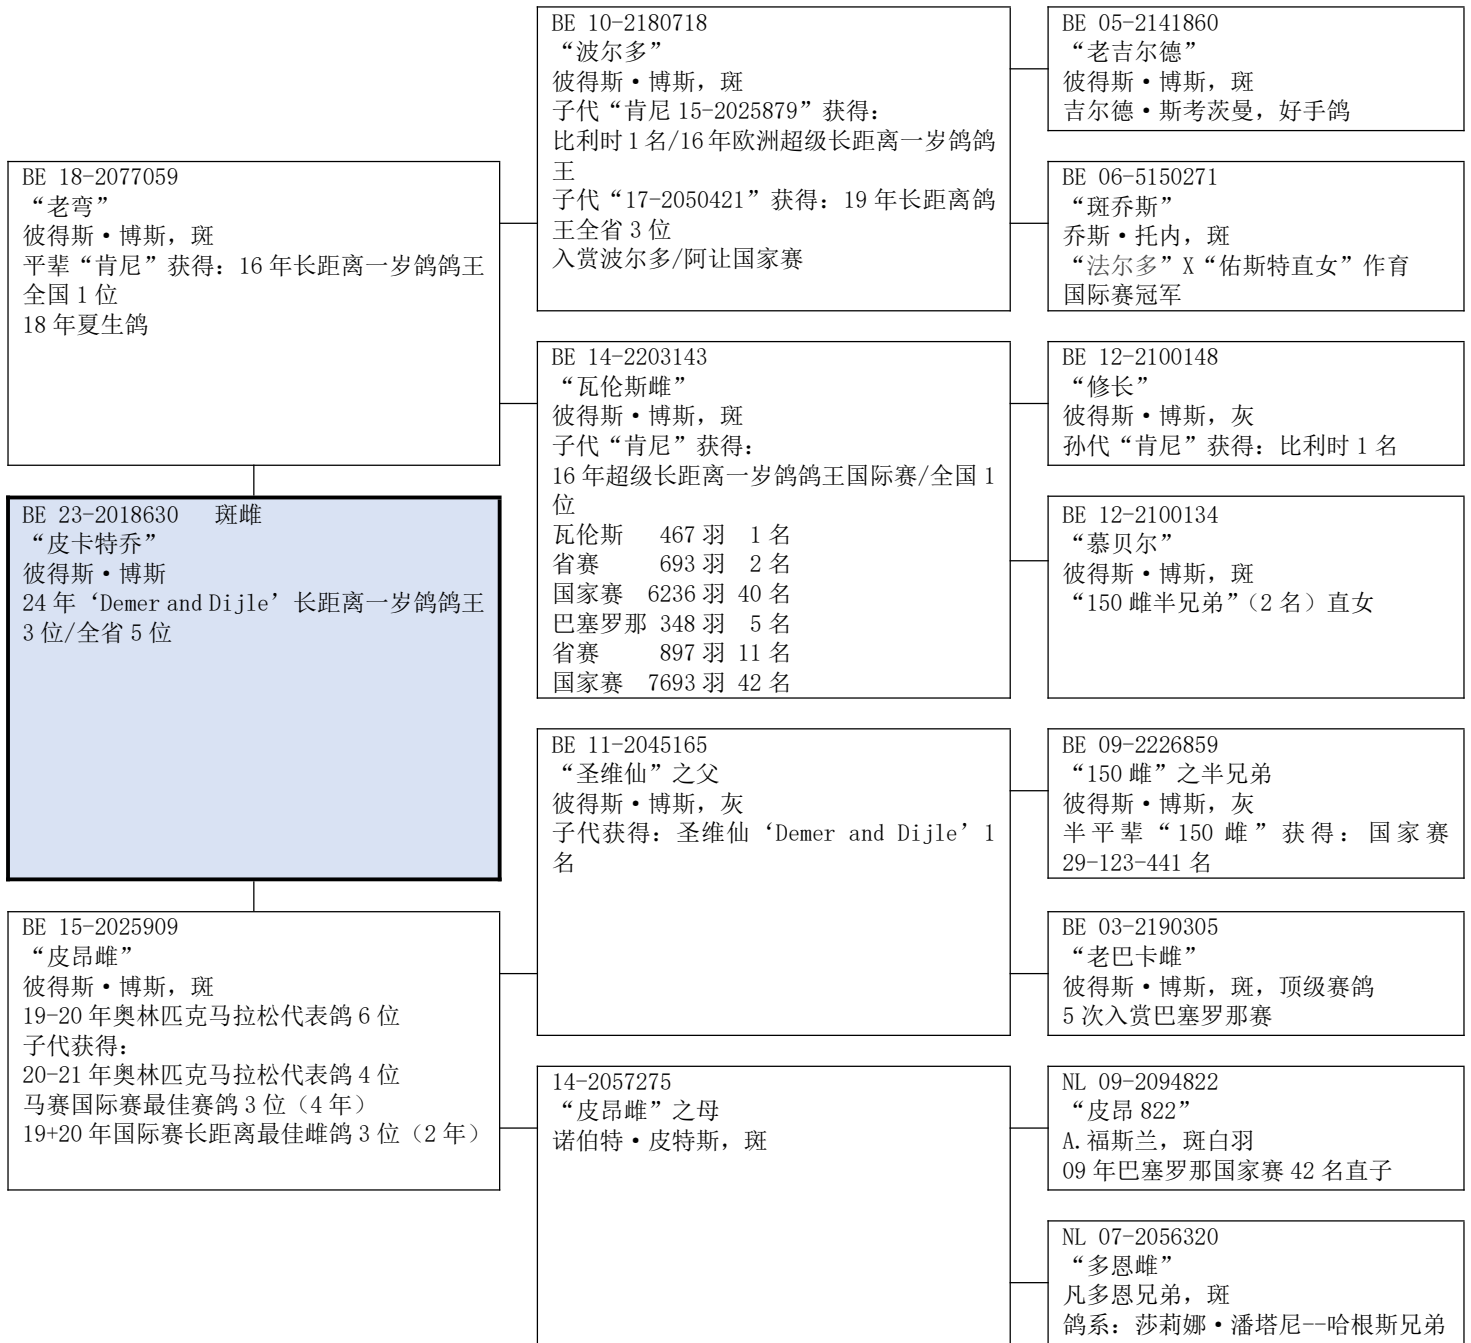 BE 18-2077059
“老弯”
彼得斯·博斯，斑
平辈“肯尼”获得：16 年长距离一岁鸽鸽王
全国 1 位
18 年夏生鸽
BE 23-2018630 斑雌
“皮卡特乔”
彼得斯·博斯
24 年‘Demer and Dijle’长距离一岁鸽鸽王
3 位/全省 5 位
BE 15-2025909
“皮昂雌”
彼得斯·博斯，斑
19-20 年奥林匹克马拉松代表鸽 6 位
子代获得：
20-21 年奥林匹克马拉松代表鸽 4 位
马赛国际赛最佳赛鸽 3 位（4 年）
19+20 年国际赛长距离最佳雌鸽 3 位（2 年）
BE 10-2180718
“波尔多”
彼得斯·博斯，斑
子代“肯尼 15-2025879”获得：
比利时 1 名/16 年欧洲超级长距离一岁鸽鸽
王
子代“17-2050421”获得：19 年长距离鸽
王全省 3 位
入赏波尔多/阿让国家赛
BE 14-2203143
“瓦伦斯雌”
彼得斯·博斯，斑
子代“肯尼”获得：
16 年超级长距离一岁鸽鸽王国际赛/全国 1
位
瓦伦斯 467 羽 1 名
省赛 693 羽 2 名
国家赛 6236 羽 40 名
巴塞罗那 348 羽 5 名
省赛 897 羽 11 名
国家赛 7693 羽 42 名
BE 11-2045165
“圣维仙”之父
彼得斯·博斯，灰
子代获得：圣维仙‘Demer and Dijle’1
名
14-2057275
“皮昂雌”之母
诺伯特·皮特斯，斑
BE 05-2141860
“老吉尔德”
彼得斯·博斯，斑
吉尔德·斯考茨曼，好手鸽
BE 06-5150271
“斑乔斯”
乔斯·托内，斑
“法尔多”X“佑斯特直女”作育
国际赛冠军
BE 12-2100148
“修长”
彼得斯·博斯，灰
孙代“肯尼”获得：比利时 1 名
BE 12-2100134
“慕贝尔”
彼得斯·博斯，斑
“150 雌半兄弟”（2 名）直女
BE 09-2226859
“150 雌”之半兄弟
彼得斯·博斯，灰
半平辈“150 雌”获得：国家赛
29-123-441 名
BE 03-2190305
“老巴卡雌”
彼得斯·博斯，斑，顶级赛鸽
5 次入赏巴塞罗那赛
NL 09-2094822
“皮昂 822”
A.福斯兰，斑白羽
09 年巴塞罗那国家赛 42 名直子
NL 07-2056320
“多恩雌”
凡多恩兄弟，斑
鸽系：莎莉娜·潘塔尼--哈根斯兄弟